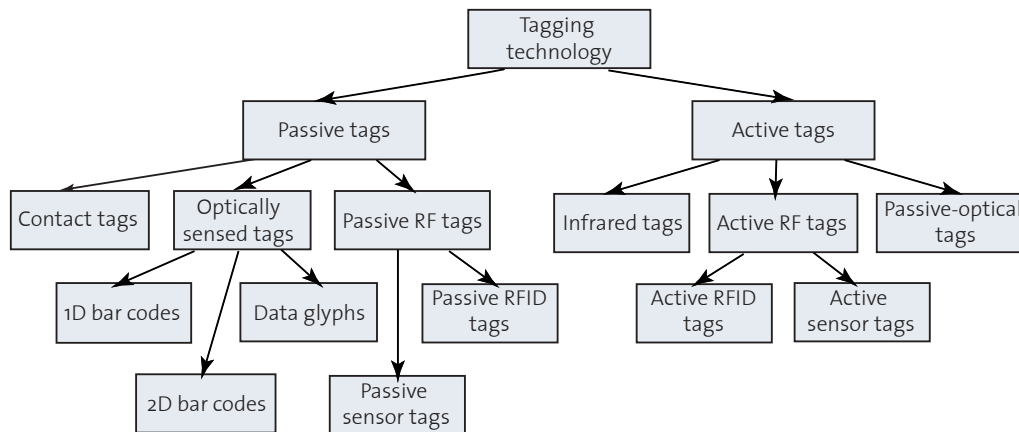 Tagging
technology
Passive tags
Active tags
Contact tags
Optically
sensed tags
Passive RF tags
Infrared tags
Active RF tags
Passive-optical
tags
1D bar codes
Data glyphs
Passive RFID
tags
Active RFID
tags
Active
sensor tags
2D bar codes
Passive
sensor tags